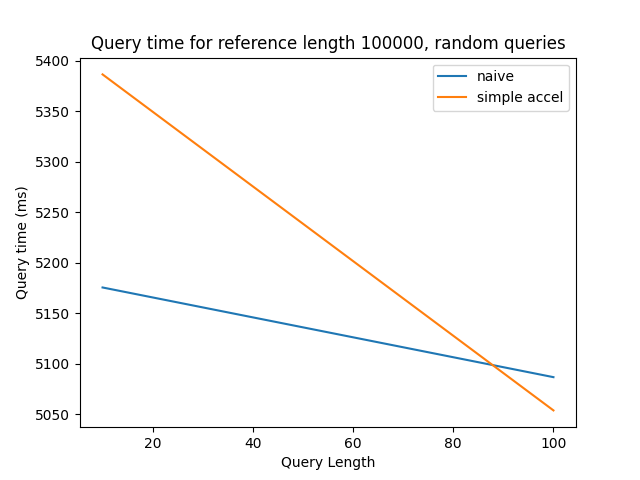 Query time for reference length 100000, random queries
naive
simple accel
5400
5350
5300
5250
5200
5150
5100
5050
Query time (ms)
20 40 60 80 100
Query Length